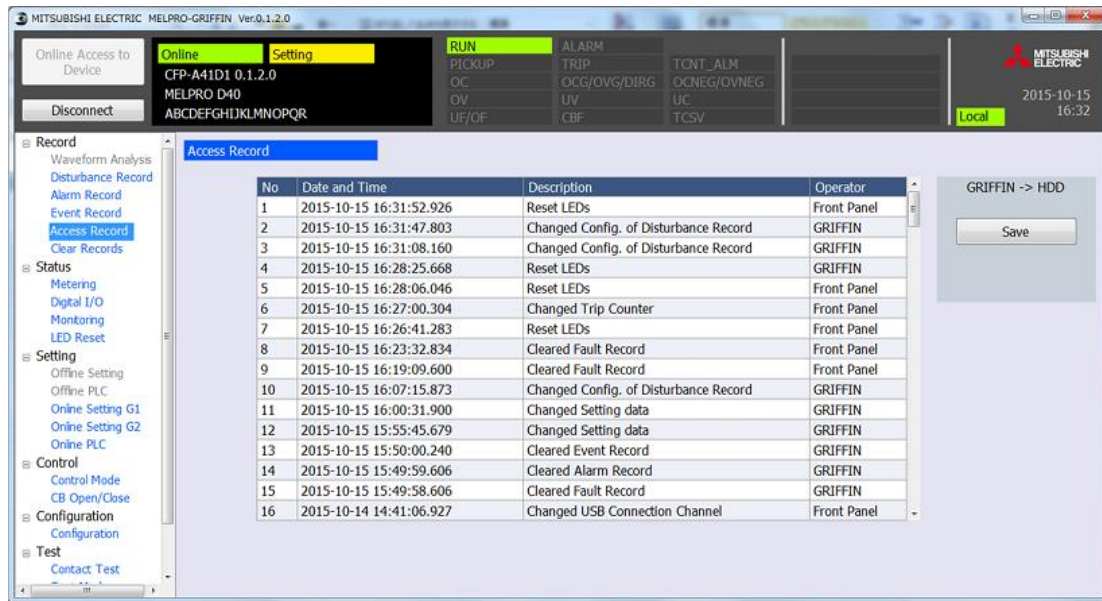 MITSUBISHI ELECTRIC MELPRO-GRIFFIN Ver.0.1.2.0
Online Access to
Device
Disconnect
Online Setting
CFP-A41D1 0.1.2.0
MELPRO D40
ABCDEFGHIJKLMNOPQR
RUN ALARM
PICKUP TRIP TCNT_ALM
OC OCG/OVG/DIRG OCNEG/OVNEG
OV UV UC
UF/OF CBF TCSV
MITSUBISHI
ELECTRIC
2015-10-15
16:32
Local
Record
Waveform Analysis
Disturbance Record
Alarm Record
Event Record
Access Record
Clear Records
Status
Metering
Digital I/O
Monitoring
LED Reset
Setting
Offline Setting
Offline PLC
Online Setting G1
Online Setting G2
Online PLC
Control
Control Mode
CB Open/Close
Configuration
Configuration
Test
Contact Test
Access Record
No Date and Time Description Operator
1 2015-10-15 16:31:52.926 Reset LEDs Front Panel
2 2015-10-15 16:31:47.803 Changed Config. of Disturbance Record GRIFFIN
3 2015-10-15 16:31:08.160 Changed Config. of Disturbance Record GRIFFIN
4 2015-10-15 16:28:25.668 Reset LEDs GRIFFIN
5 2015-10-15 16:28:06.046 Reset LEDs Front Panel
6 2015-10-15 16:27:00.304 Changed Trip Counter Front Panel
7 2015-10-15 16:26:41.283 Reset LEDs Front Panel
8 2015-10-15 16:23:32.834 Cleared Fault Record Front Panel
9 2015-10-15 16:19:09.600 Cleared Fault Record Front Panel
10 2015-10-15 16:07:15.873 Changed Config. of Disturbance Record GRIFFIN
11 2015-10-15 16:00:31.900 Changed Setting data GRIFFIN
12 2015-10-15 15:55:45.679 Changed Setting data GRIFFIN
13 2015-10-15 15:50:00.240 Cleared Event Record GRIFFIN
14 2015-10-15 15:49:59.606 Cleared Alarm Record GRIFFIN
15 2015-10-15 15:49:58.606 Cleared Fault Record GRIFFIN
16 2015-10-14 14:41:06.927 Changed USB Connection Channel Front Panel
GRIFFIN -> HDD
Save